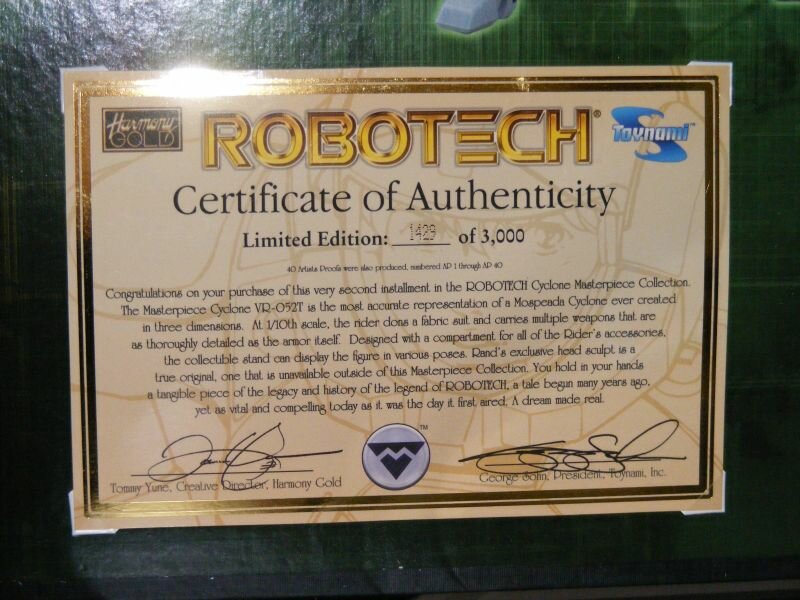 Harmony
GOLD
ROBOTECH®
Toynami™
Certificate of Authenticity
Limited Edition: 1429 of 3,000
40 Artists Proofs were also produced, numbered AP 1 through AP 40
Congratulations on your purchase of this very second installment in the ROBOTECH Cyclone Masterpiece Collection.
The Masterpiece Cyclone VR-052T is the most accurate representation of a Mospeada Cyclone ever created
in three dimensions. At 1/10th scale, the rider dons a fabric suit and carries multiple weapons that are
as thoroughly detailed as the armor itself. Designed with a compartment for all of the Rider's accessories,
the collectible stand can display the figure in various poses. Rand's exclusive head sculpt is a
true original, one that is unavailable outside of this Masterpiece Collection. You hold in your hands
a tangible piece of the legacy and history of the legend of ROBOTECH, a tale begun many years ago,
yet as vital and compelling today as it was the day it first aired. A dream made real.
TM
Tommy Yune, Creative Director, Harmony Gold
George Sohn, President, Toynami, Inc.